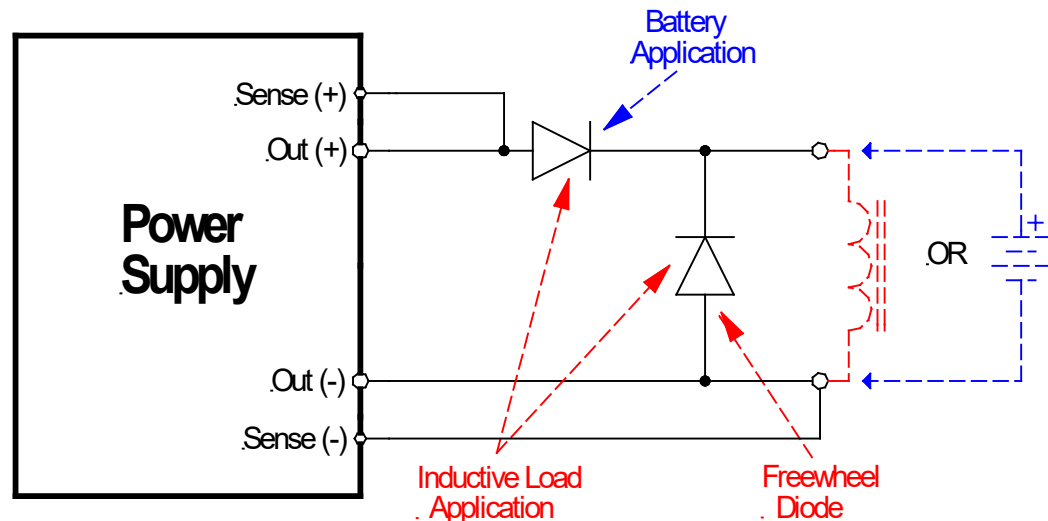 Battery
Application
Sense (+)
Out (+)
Power
Supply
+
OR
Out (-)
Sense (-)
Inductive Load
Application
Freewheel
Diode